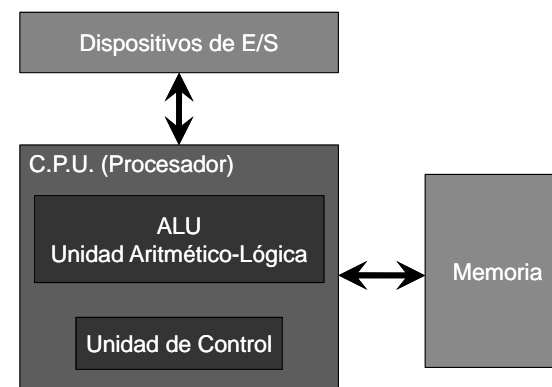 Dispositivos de E/S
C.P.U. (Procesador)
ALU
Unidad Aritmético-Lógica
Memoria
Unidad de Control